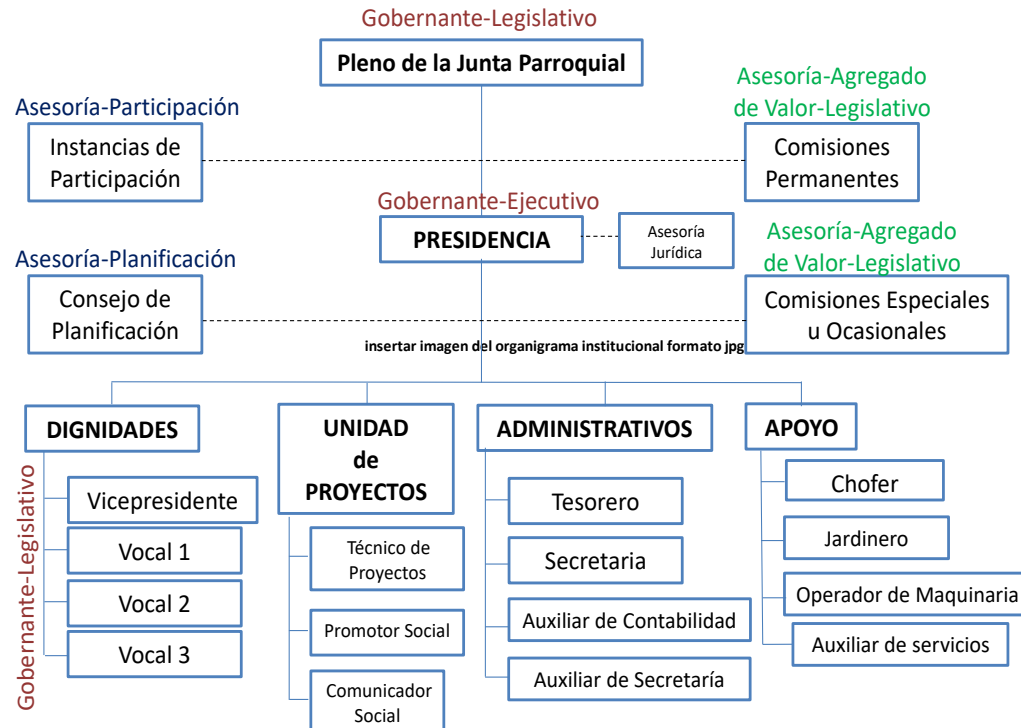 Gobernante-Legislativo
Pleno de la Junta Parroquial
Asesoría-Participación
Instancias de
Participación
Asesoría-Agregado
de Valor-Legislativo
Comisiones
Permanentes
Gobernante-Ejecutivo
PRESIDENCIA
Asesoría
Jurídica
Asesoría-Planificación
Consejo de
Planificación
Asesoría-Agregado
de Valor-Legislativo
Comisiones Especiales
u Ocasionales
insertar imagen del organigrama institucional formato jpg
DIGNIDADES
Gobernante-Legislativo
Vicepresidente
Vocal 1
Vocal 2
Vocal 3
UNIDAD
de
PROYECTOS
Técnico de
Proyectos
Promotor Social
Comunicador
Social
ADMINISTRATIVOS
Tesorero
Secretaria
Auxiliar de Contabilidad
Auxiliar de Secretaría
APOYO
Chofer
Jardinero
Operador de Maquinaria
Auxiliar de servicios